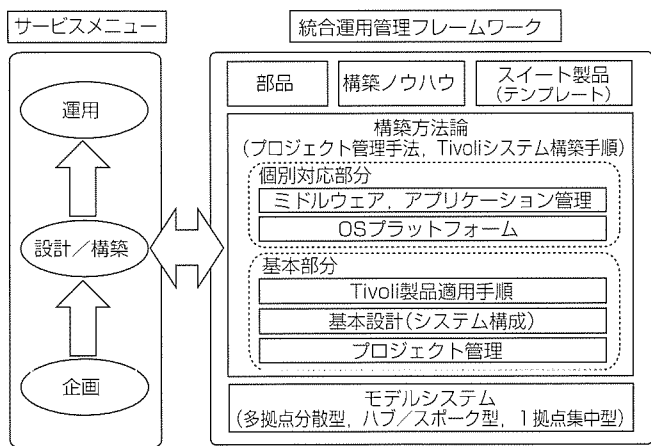 サービスメニュー
運用
設計／構築
企画
統合運用管理フレームワーク
部品
構築ノウハウ
スイート製品
(テンプレート)
構築方法論
(プロジェクト管理手法，Tivoliシステム構築手順)
個別対応部分
ミドルウェア，アプリケーション管理
OSプラットフォーム
基本部分
Tivoli製品適用手順
基本設計(システム構成)
プロジェクト管理
モデルシステム
(多拠点分散型，ハブ／スポーク型，１拠点集中型)